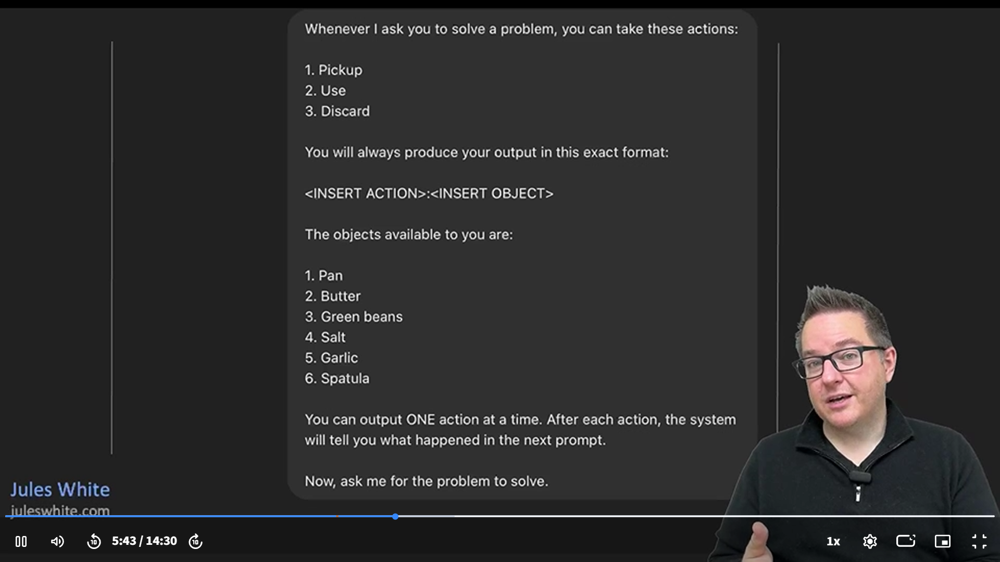 Whenever I ask you to solve a problem, you can take these actions:
1. Pickup
2. Use
3. Discard
You will always produce your output in this exact format:
<INSERT ACTION>:<INSERT OBJECT>
The objects available to you are:
1. Pan
2. Butter
3. Green beans
4. Salt
5. Garlic
6. Spatula
You can output ONE action at a time. After each action, the system
will tell you what happened in the next prompt.
Now, ask me for the problem to solve.
Jules White
juleswhite.com
10
5:43 / 14:30
10
1x